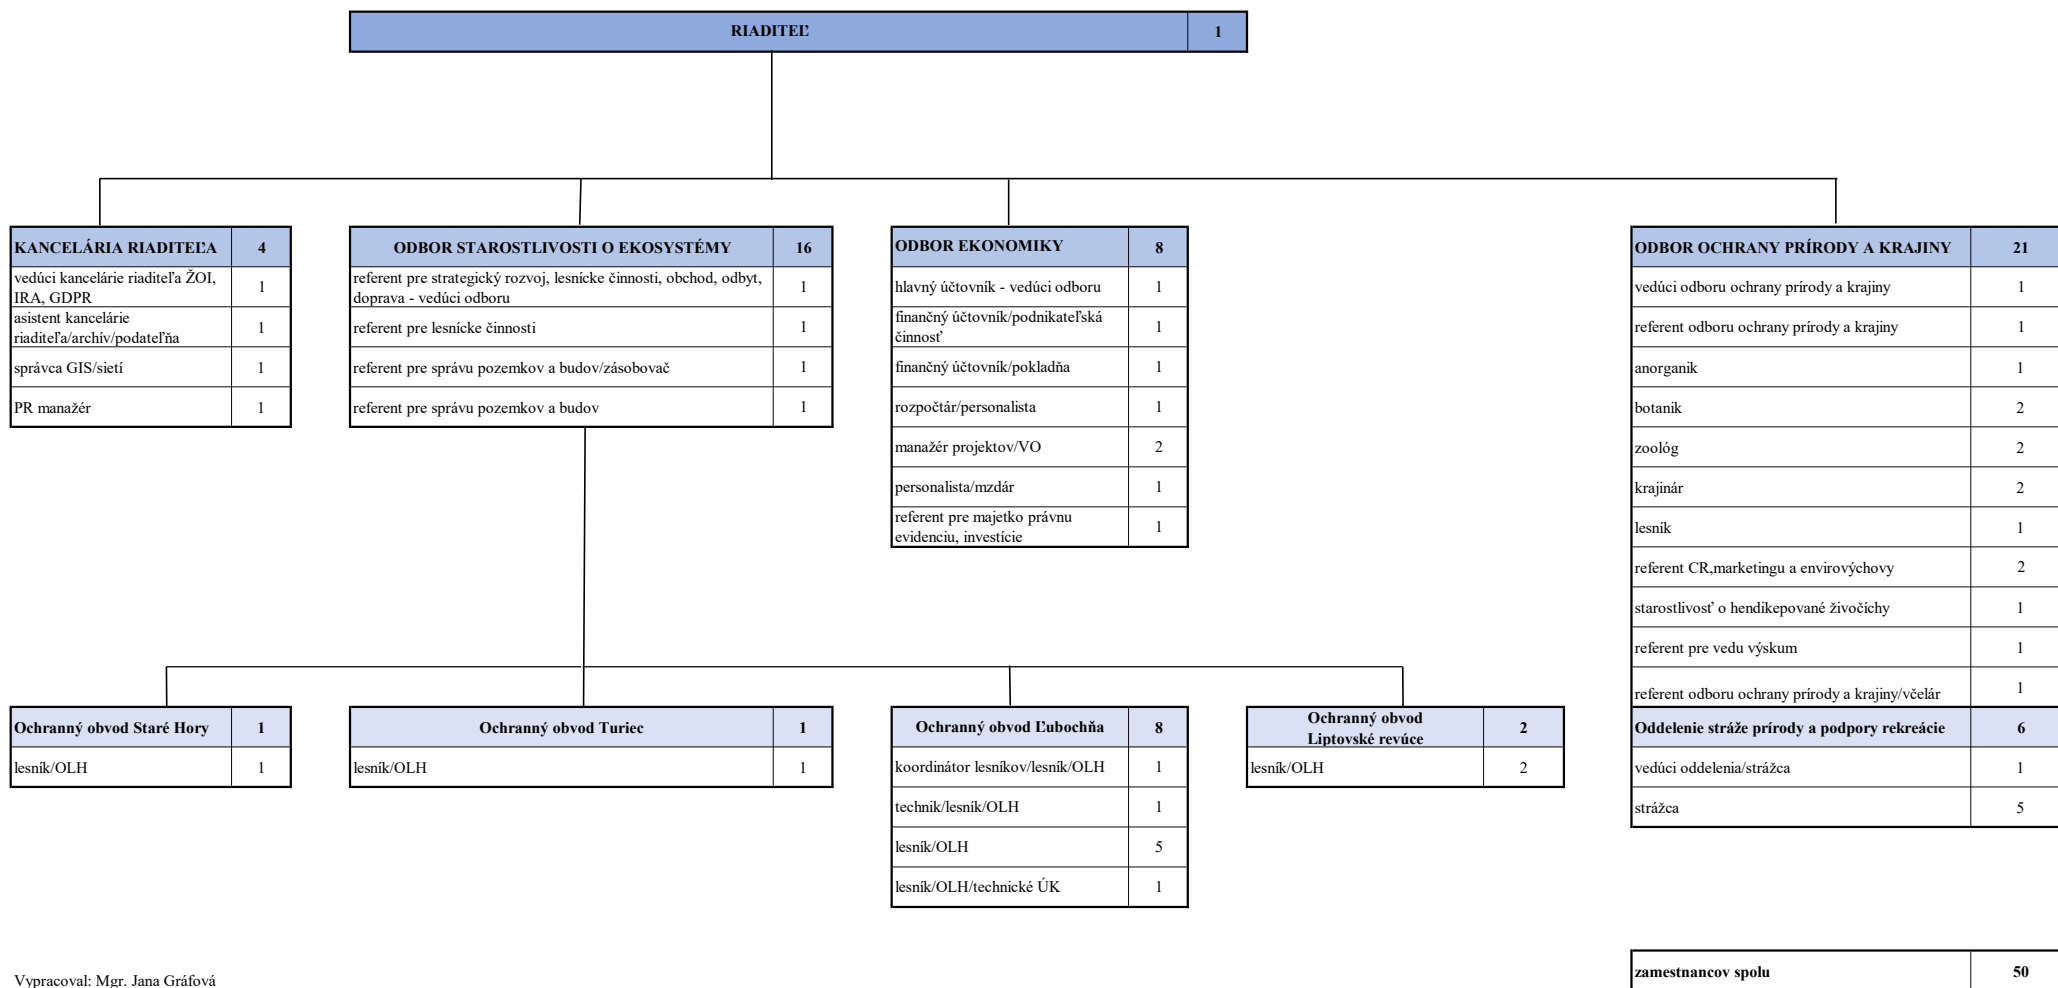 RIADITEĽ 1
KANCELÁRIA RIADITEĽA 4
vedúci kancelárie riaditeľa ŽOI,
IRA, GDPR 1
asistent kancelárie
riaditeľa/archív/podateľňa 1
správca GIS/sietí 1
PR manažér 1
ODBOR STAROSTLIVOSTI O EKOSYSTÉMY 16
referent pre strategický rozvoj, lesnícke činnosti, obchod, odbyt,
doprava - vedúci odboru 1
referent pre lesnícke činnosti 1
referent pre správu pozemkov a budov/zásobovač 1
referent pre správu pozemkov a budov 1
ODBOR EKONOMIKY 8
hlavný účtovník - vedúci odboru 1
finančný účtovník/podnikateľská
činnosť 1
finančný účtovník/pokladňa 1
rozpočtár/personalista 1
manažér projektov/VO 2
personalista/mzdár 1
referent pre majetko právnu
evidenciu, investície 1
ODBOR OCHRANY PRÍRODY A KRAJINY 21
vedúci odboru ochrany prírody a krajiny 1
referent odboru ochrany prírody a krajiny 1
anorganik 1
botanik 2
zoológ 2
krajinár 2
lesník 1
referent CR,marketingu a envirovýchovy 2
starostlivosť o hendikepované živočíchy 1
referent pre vedu výskum 1
referent odboru ochrany prírody a krajiny/včelár 1
Oddelenie stráže prírody a podpory rekreácie 6
vedúci oddelenia/strážca 1
strážca 5
Ochranný obvod Staré Hory 1
lesník/OLH 1
Ochranný obvod Turiec 1
lesník/OLH 1
Ochranný obvod Ľubochňa 8
koordinátor lesníkov/lesník/OLH 1
technik/lesník/OLH 1
lesník/OLH 5
lesník/OLH/technické ÚK 1
Ochranný obvod
Liptovské revúce 2
lesník/OLH 2
zamestnancov spolu 50
Vypracoval: Mgr. Jana Gráfová